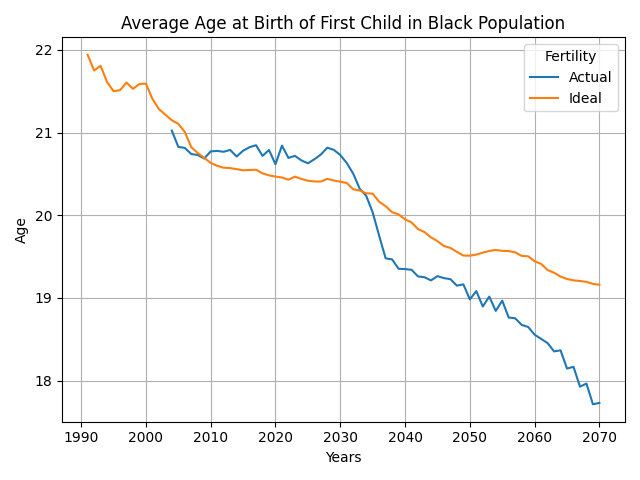 Average Age at Birth of First Child in Black Population
Fertility
Actual
Ideal
Age
22
21
20
19
18
1990 2000 2010 2020 2030 2040 2050 2060 2070
Years